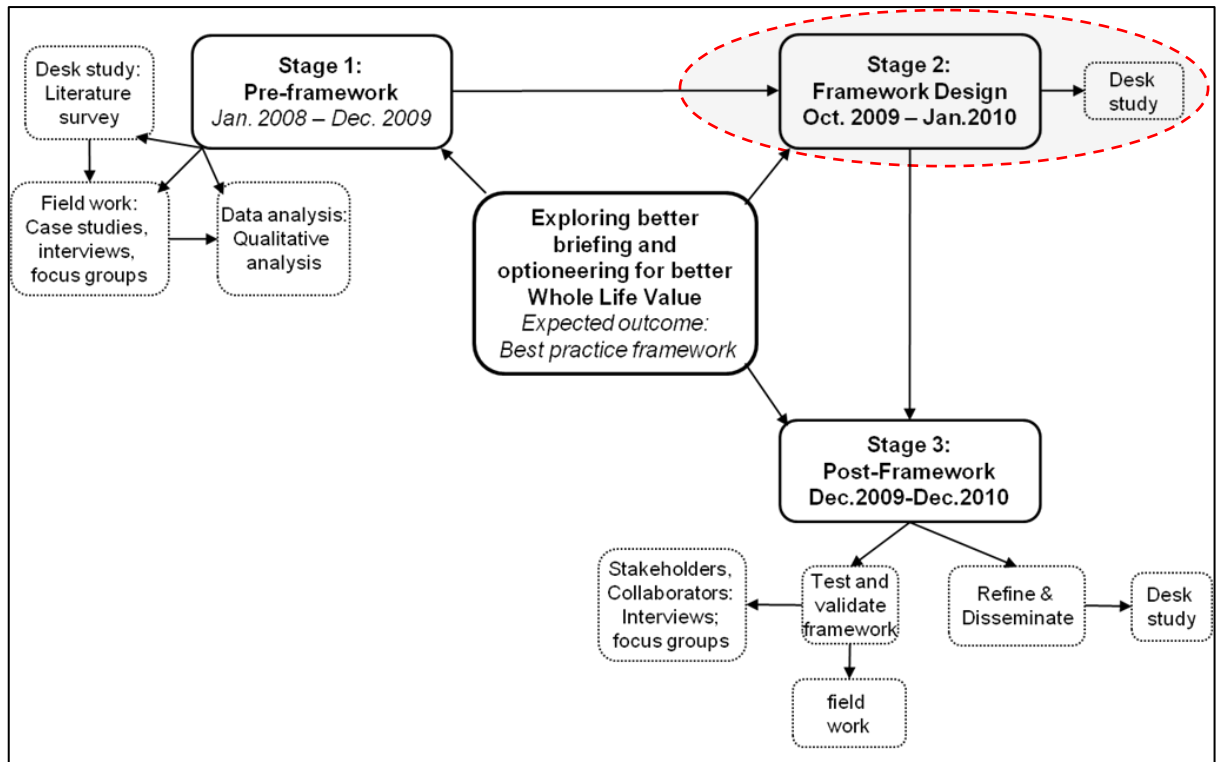 Desk study:
Literature
survey
Stage 1:
Pre-framework
Jan. 2008 – Dec. 2009
Stage 2:
Framework Design
Oct. 2009 – Jan.2010
Desk
study
Field work:
Case studies,
interviews,
focus groups
Data analysis:
Qualitative
analysis
Exploring better
briefing and
optioneering for better
Whole Life Value
Expected outcome:
Best practice framework
Stage 3:
Post-Framework
Dec.2009-Dec.2010
Stakeholders,
Collaborators:
Interviews;
focus groups
Test and
validate
framework
Refine &
Disseminate
Desk
study
field
work